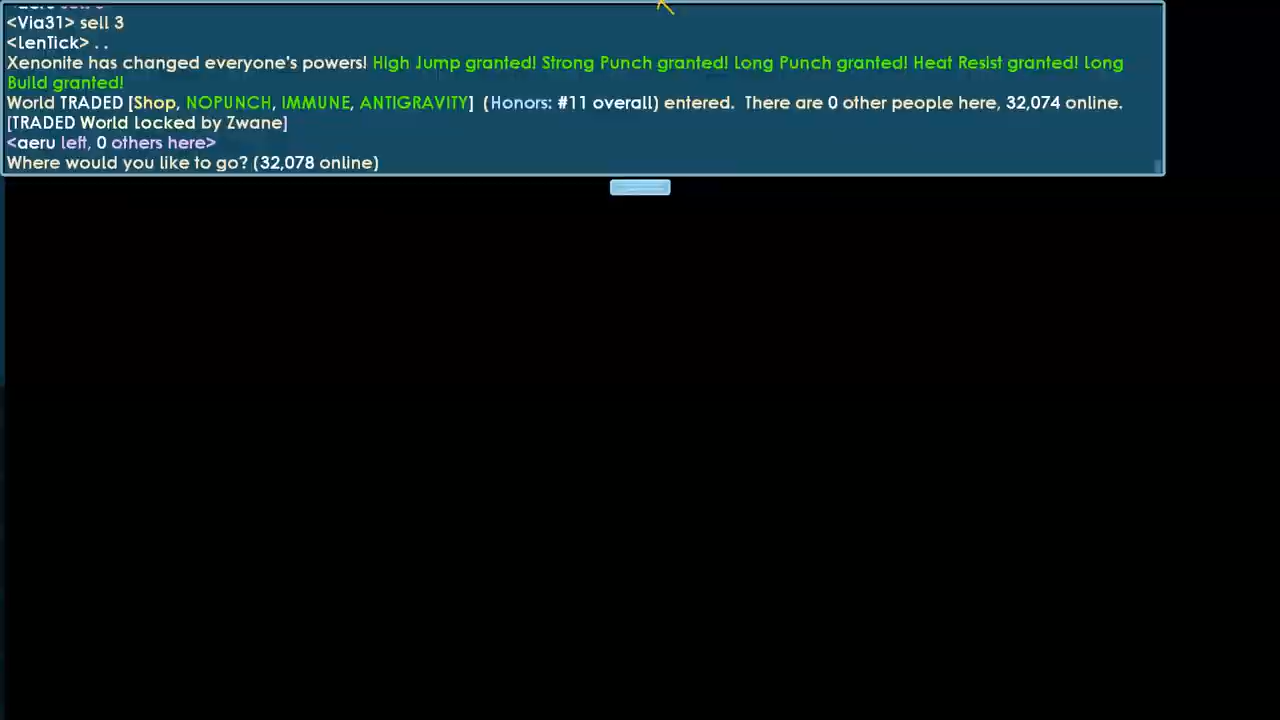 <Via31> sell 3
<LenTick> . .
Xenonite has changed everyone's powers! High Jump granted! Strong Punch granted! Long Punch granted! Heat Resist granted! Long
Build granted!
World TRADED [Shop, NOPUNCH, IMMUNE, ANTIGRAVITY]  (Honors: #11 overall) entered.  There are 0 other people here, 32,074 online.
[TRADED World Locked by Zwane]
<aeru left, 0 others here>
Where would you like to go? (32,078 online)